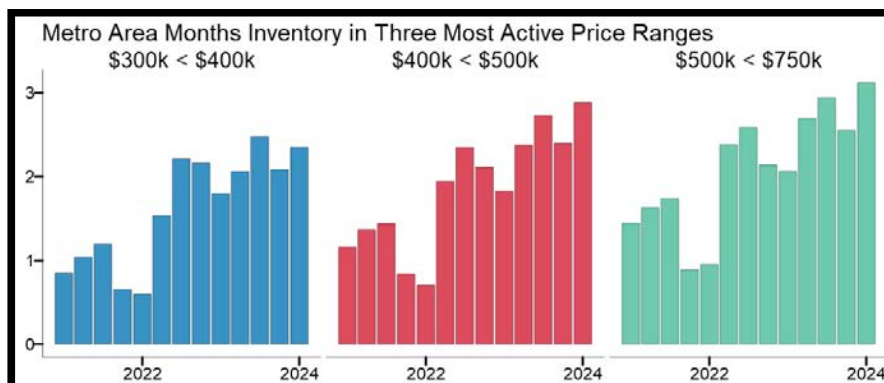 Metro Area Months Inventory in Three Most Active Price Ranges
$300k < $400k $400k < $500k $500k < $750k
3
2
1
0
2022 2024 2022 2024 2022 2024